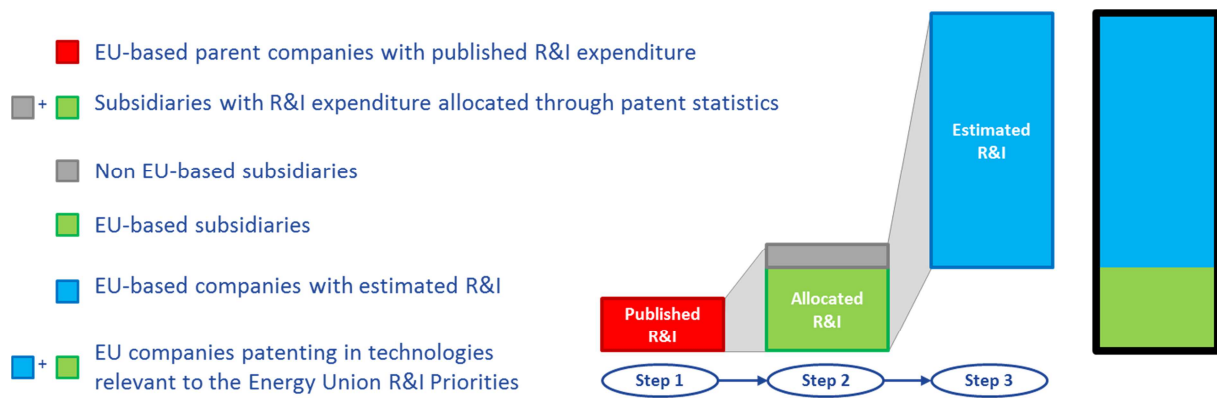 EU-based parent companies with published R&I expenditure
+ Subsidiaries with R&I expenditure allocated through patent statistics
Non EU-based subsidiaries
EU-based subsidiaries
EU-based companies with estimated R&I
+ EU companies patenting in technologies
relevant to the Energy Union R&I Priorities
Published
R&I
Allocated
R&I
Estimated
R&I
Step 1
Step 2
Step 3